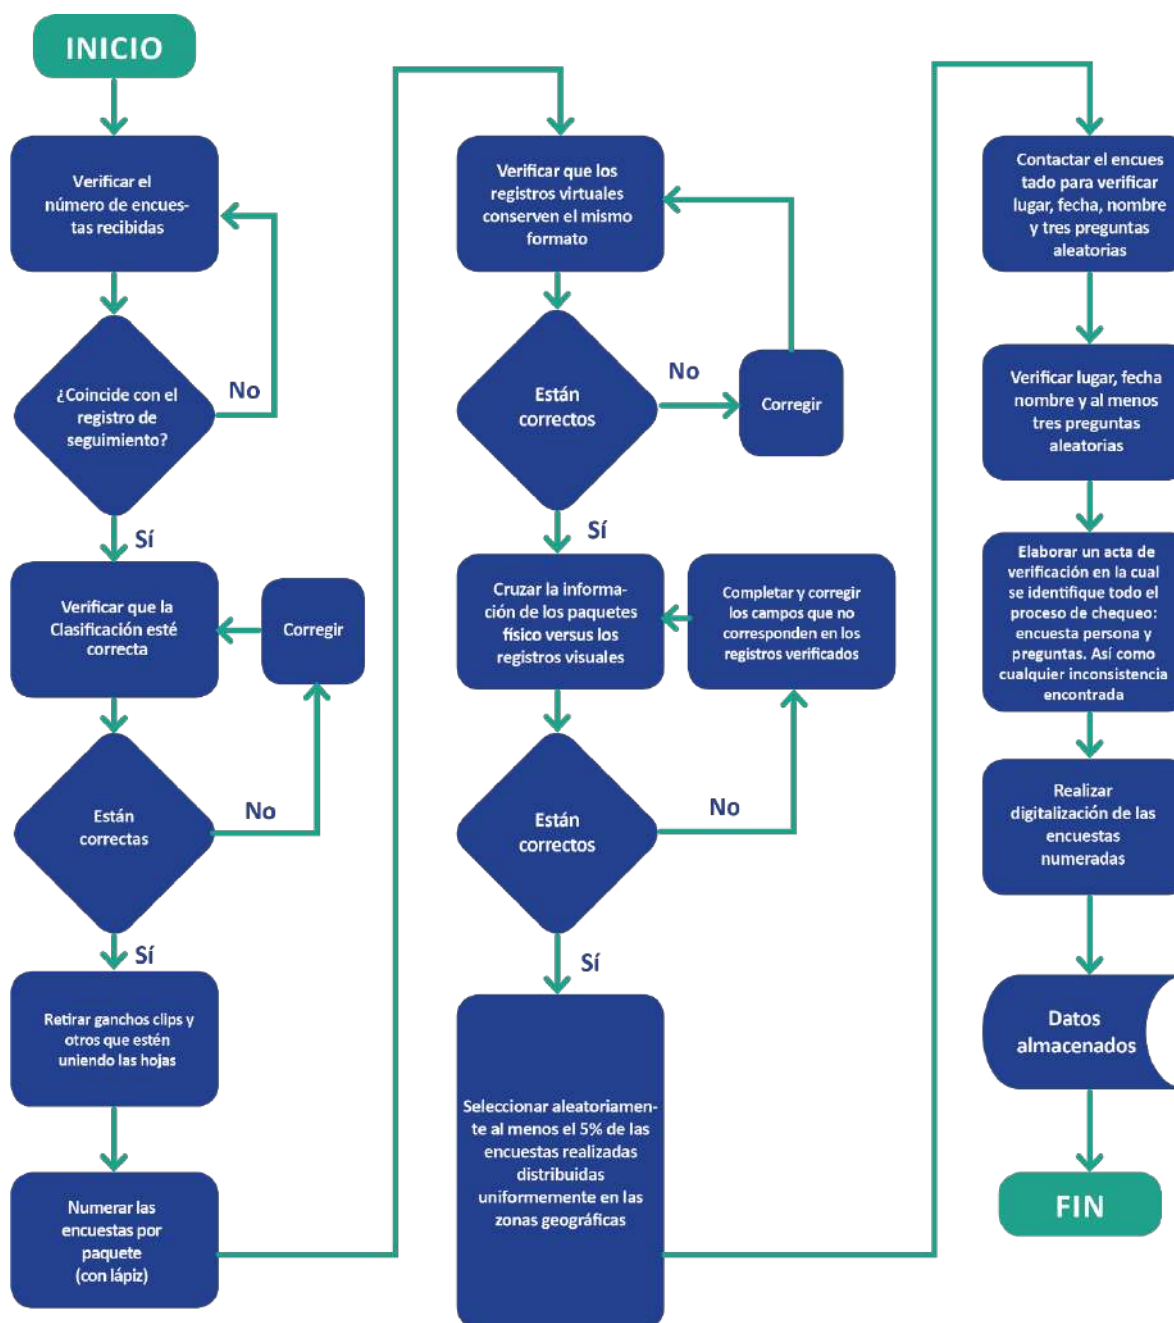 INICIO
Verificar el
número de encues-
tas recibidas
¿Coincide con el
registro de
seguimiento?
No
Sí
Verificar que la
Clasificación esté
correcta
Corregir
Están
correctas
No
Sí
Retirar ganchos clips y
otros que estén
uniendo las hojas
Numerar las
encuestas por
paquete
(con lápiz)
Verificar que los
registros virtuales
conserven el mismo
formato
Están
correctos
No
Corregir
Sí
Cruzar la informa-
ción de los paquetes
físico versus los
registros visuales
Completar y corregir
los campos que no
corresponden en los
registros verificados
Están
correctos
No
Sí
Seleccionar aleatoriamen-
te al menos el 5% de las
encuestas realizadas
distribuidas
uniformemente en las
zonas geográficas
Contactar el encues
tado para verificar
lugar, fecha, nombre
y tres preguntas
aleatorias
Verificar lugar, fecha
nombre y al menos
tres preguntas
aleatorias
Elaborar un acta de
verificación en la cual
se identifique todo el
proceso de chequeo:
encuesta persona y
preguntas. Así como
cualquier inconsistencia
encontrada
Realizar
digitalización de las
encuestas
numeradas
Datos
almacenados
FIN